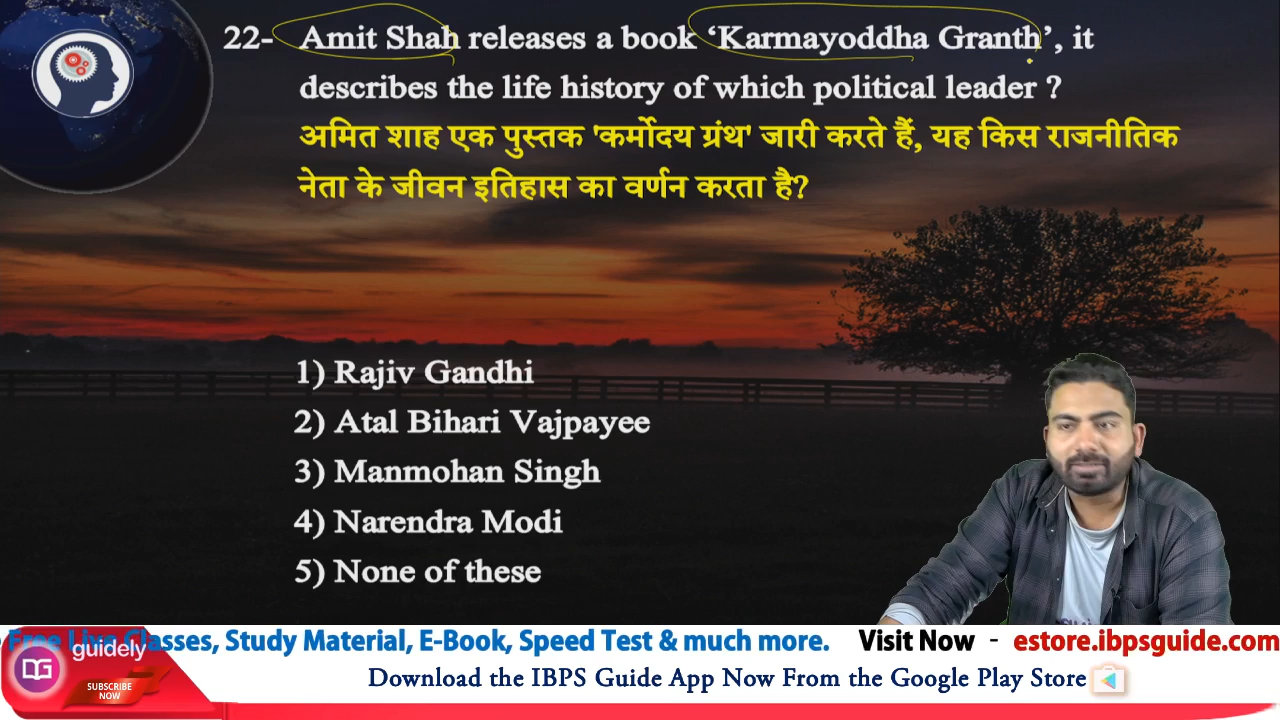 22- Amit Shah releases a book ‘Karmayoddha Granth’, it
describes the life history of which political leader ?
अमित शाह एक पुस्तक 'कर्मोदय ग्रंथ' जारी करते हैं, यह किस राजनीतिक
नेता के जीवन इतिहास का वर्णन करता है?
1) Rajiv Gandhi
2) Atal Bihari Vajpayee
3) Manmohan Singh
4) Narendra Modi
5) None of these
Free Live Classes, Study Material, E-Book, Speed Test & much more. Visit Now - estore.ibpsguide.com
guidely
SUBSCRIBE
NOW
Download the IBPS Guide App Now From the Google Play Store